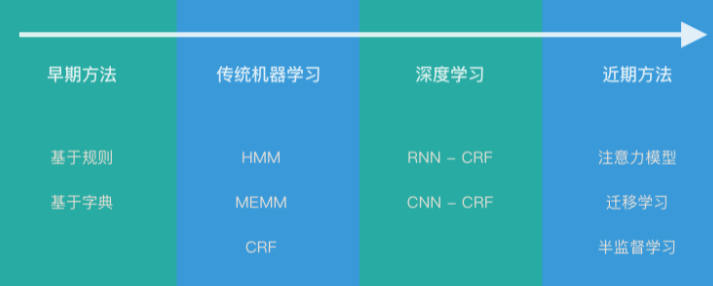 早期方法
传统机器学习
深度学习
近期方法
基于规则
HMM
RNN - CRF
注意力模型
基于字典
MEMM
CNN - CRF
迁移学习
CRF
半监督学习